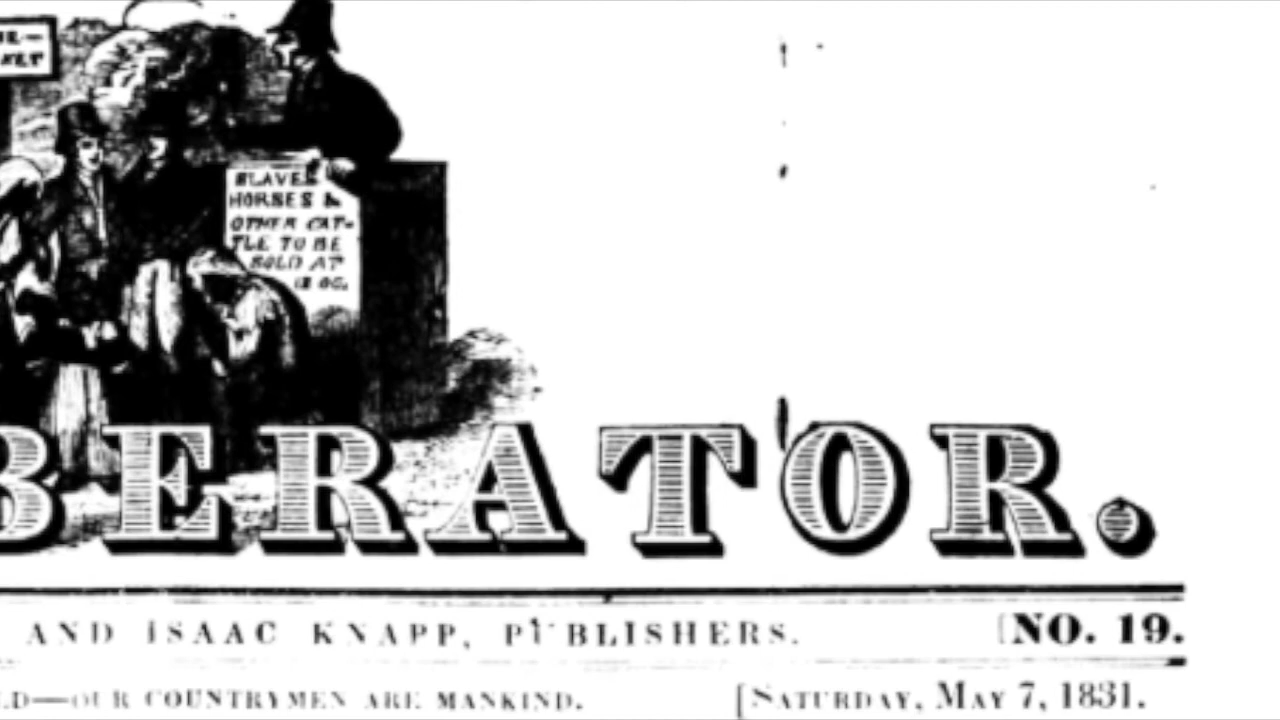 SLAVES
HORSES &
OTHER CAT-
TLE TO BE
SOLD AT
12 OC.
BERATOR.
AND ISAAC KNAPP, PUBLISHERS.
NO. 19.
LD—OUR COUNTRYMEN ARE MANKIND.
[SATURDAY, MAY 7, 1831.